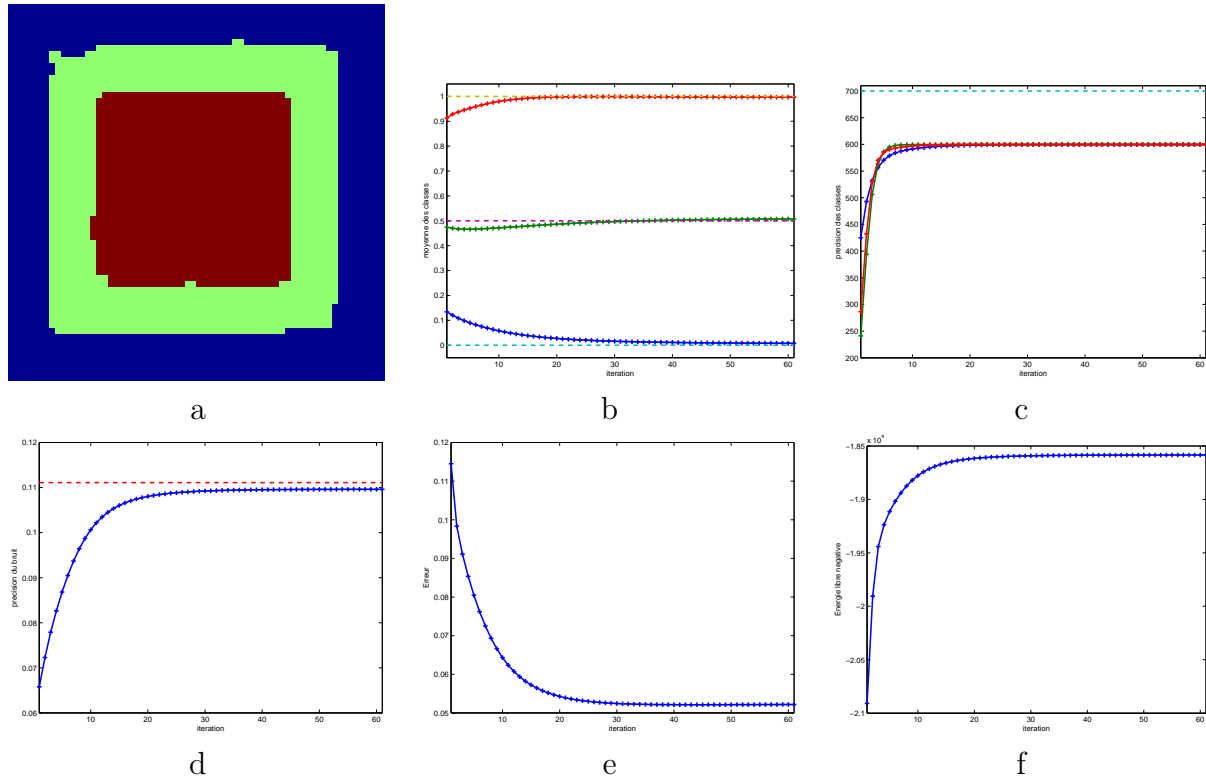 a
1
0.9
0.8
0.7
0.6
0.5
0.4
0.3
0.2
0.1
0
moyenne des classes
10 20 30 40 50 60
iteration
b
700
650
600
550
500
450
400
350
300
250
200
precision des classes
10 20 30 40 50 60
iteration
c
0.12
0.11
0.1
0.09
0.08
0.07
0.06
precision du bruit
10 20 30 40 50 60
iteration
d
0.12
0.11
0.1
0.09
0.08
0.07
0.06
0.05
Erreur
10 20 30 40 50 60
iteration
e
x 10^4
−1.85
−1.9
−1.95
−2
−2.05
−2.1
Energie libre negative
10 20 30 40 50 60
iteration
f